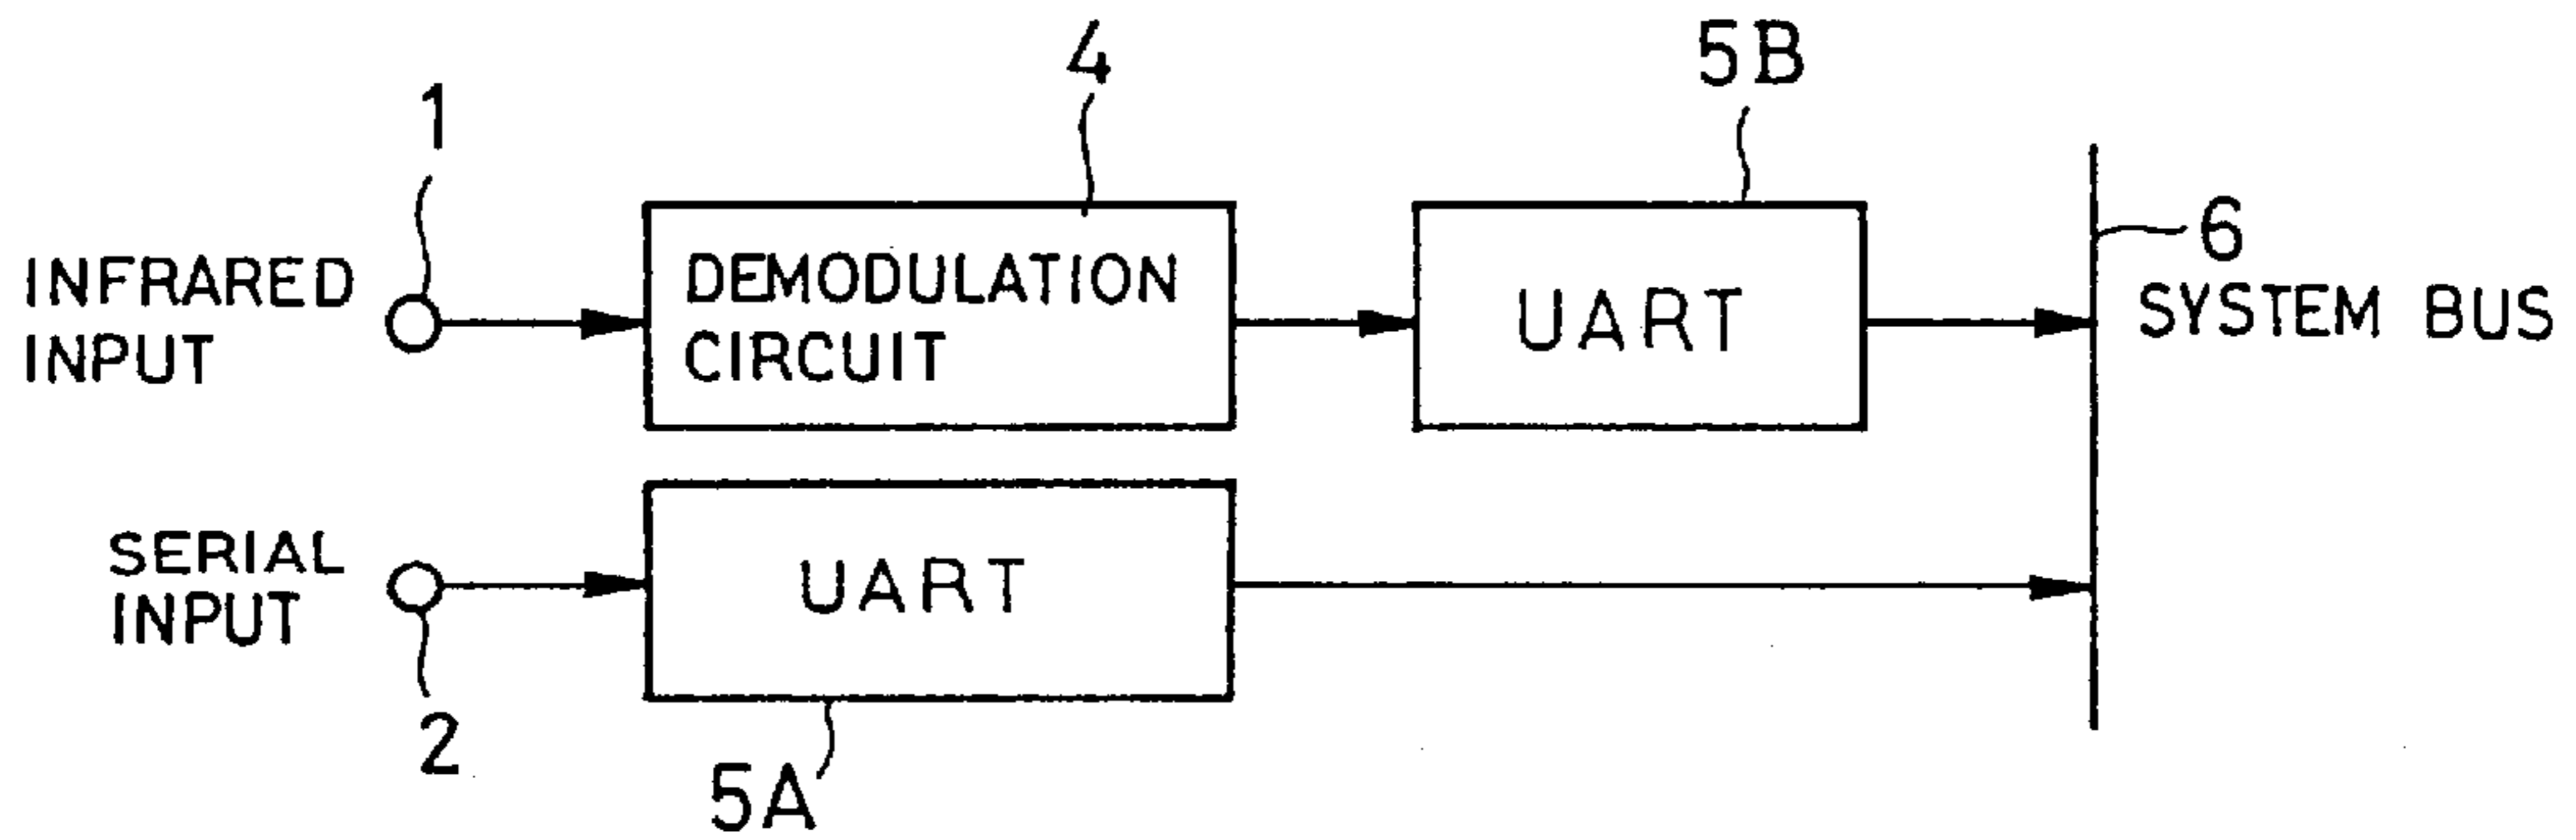 4
5B
1
6
INFRARED
INPUT
DEMODULATION
CIRCUIT
UART
SYSTEM BUS
SERIAL
INPUT
UART
2
5A